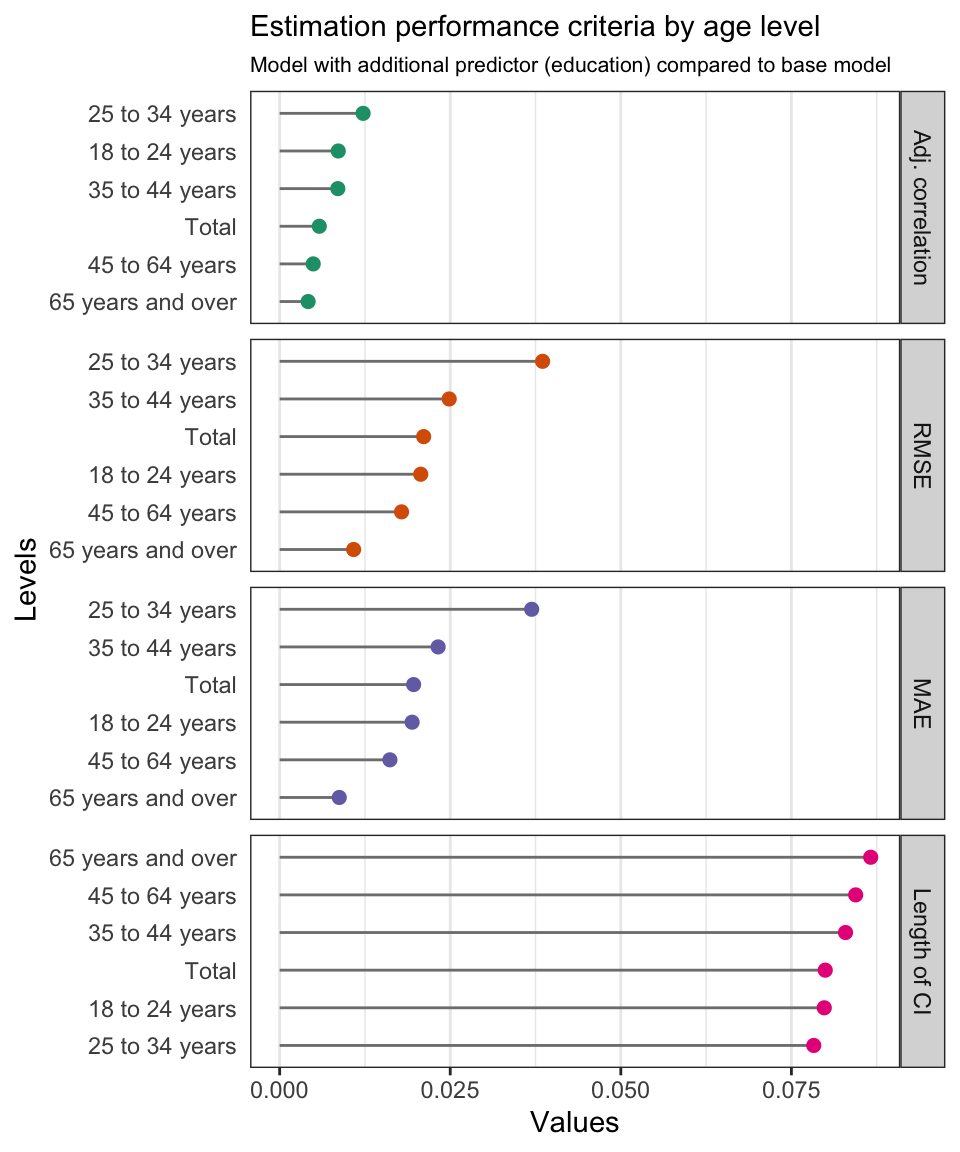 Estimation performance criteria by age level
Model with additional predictor (education) compared to base model
Levels
25 to 34 years
18 to 24 years
35 to 44 years
Total
45 to 64 years
65 years and over
Adj. correlation
25 to 34 years
35 to 44 years
Total
18 to 24 years
45 to 64 years
65 years and over
RMSE
25 to 34 years
35 to 44 years
Total
18 to 24 years
45 to 64 years
65 years and over
MAE
65 years and over
45 to 64 years
35 to 44 years
Total
18 to 24 years
25 to 34 years
Length of CI
0.000 0.025 0.050 0.075
Values